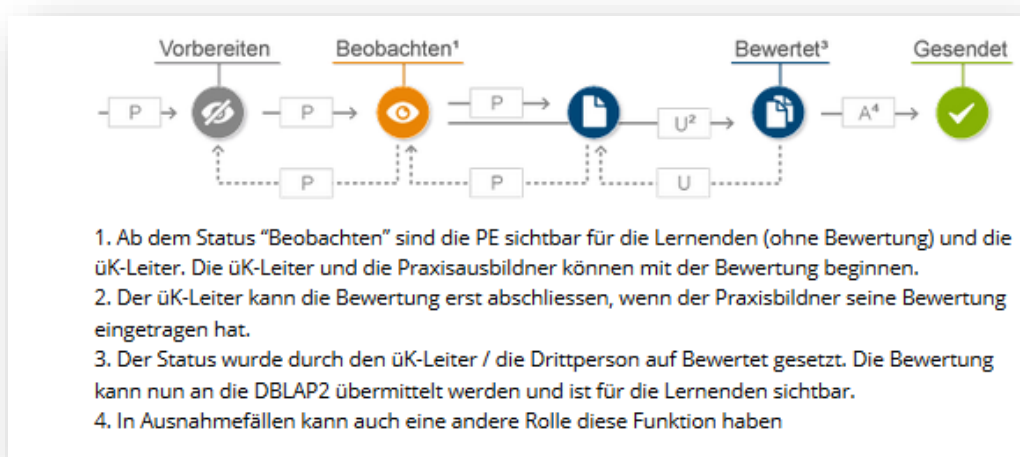 Vorbereiten Beobachten¹ Bewertet³ Gesendet
P P P U² A⁴
P P U
1. Ab dem Status “Beobachten” sind die PE sichtbar für die Lernenden (ohne Bewertung) und die
üK-Leiter. Die üK-Leiter und die Praxisausbildner können mit der Bewertung beginnen.
2. Der üK-Leiter kann die Bewertung erst abschliessen, wenn der Praxisbildner seine Bewertung
eingetragen hat.
3. Der Status wurde durch den üK-Leiter / die Drittperson auf Bewertet gesetzt. Die Bewertung
kann nun an die DBLAP2 übermittelt werden und ist für die Lernenden sichtbar.
4. In Ausnahmefällen kann auch eine andere Rolle diese Funktion haben